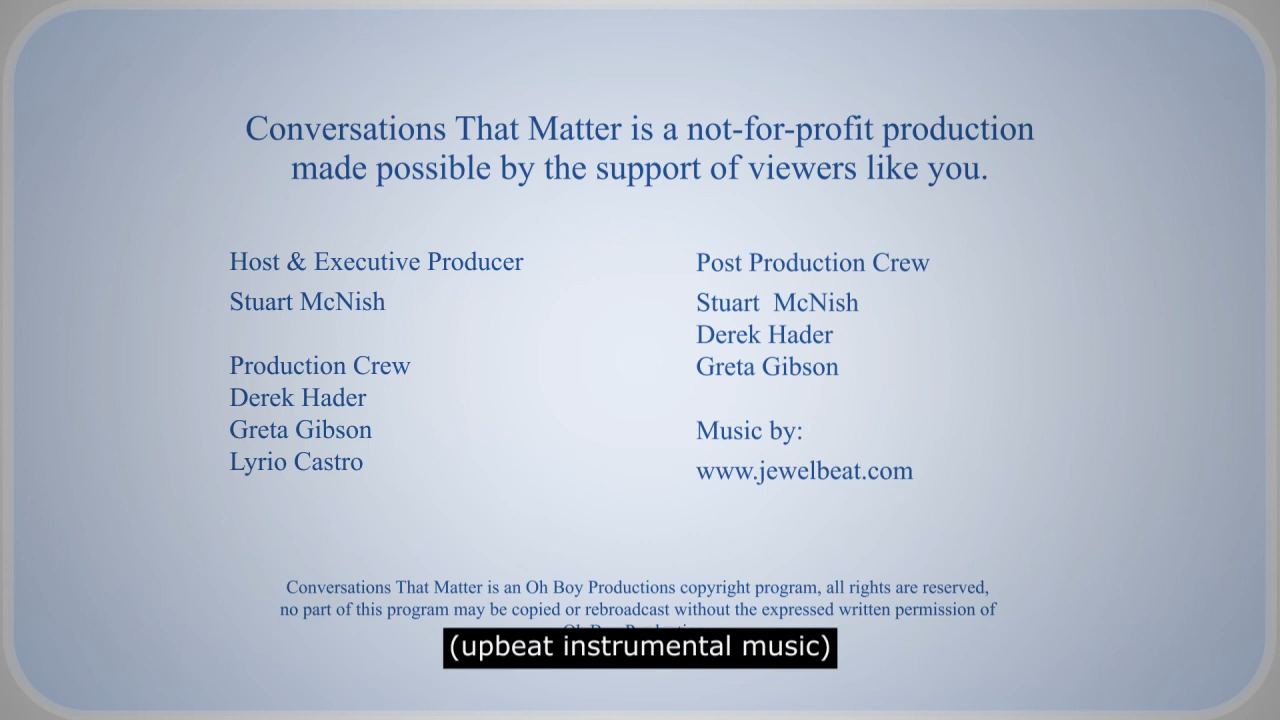 Conversations That Matter is a not-for-profit production
made possible by the support of viewers like you.
Host & Executive Producer
Stuart McNish
Production Crew
Derek Hader
Greta Gibson
Lyrio Castro
Post Production Crew
Stuart  McNish
Derek Hader
Greta Gibson
Music by:
www.jewelbeat.com
Conversations That Matter is an Oh Boy Productions copyright program, all rights are reserved,
no part of this program may be copied or rebroadcast without the expressed written permission of
(upbeat instrumental music)